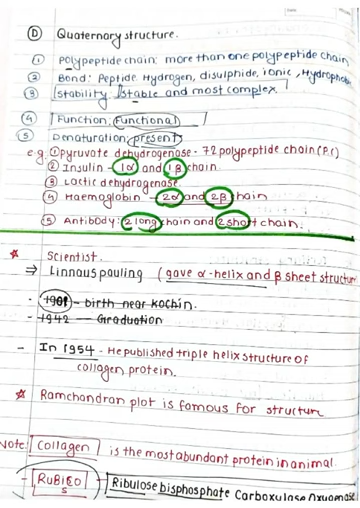 D Quaternary structure.
① Polypeptide chain: more than one polypeptide chain
② Bond: Peptide Hydrogen, disulphide, ionic, Hydrophob
③ stability stable and most complex
④ Function: Functional
⑤ Denaturation: present
e.g. ① Pyruvate dehydrogenase - 72 polypeptide chain (P.c)
② Insulin - 1α and 1β chain.
③ Lactic dehydrogenase.
④ Haemaglobin - 2α and 2β chain
⑤ Antibody: 2 long chain and 2 short chain.
* Scientist.
⇒ Linnaus pauling (gave α-helix and β sheet structure
- 1901 - birth near Kochin.
- 1942 - Graduation
- In 1954 - He published triple helix structure of
collagen protein.
* Ramchandran plot is famous for structure
Note: Collagen is the most abundant protein in animal.
- RUBISCO Ribulose bisphosphate Carboxulase